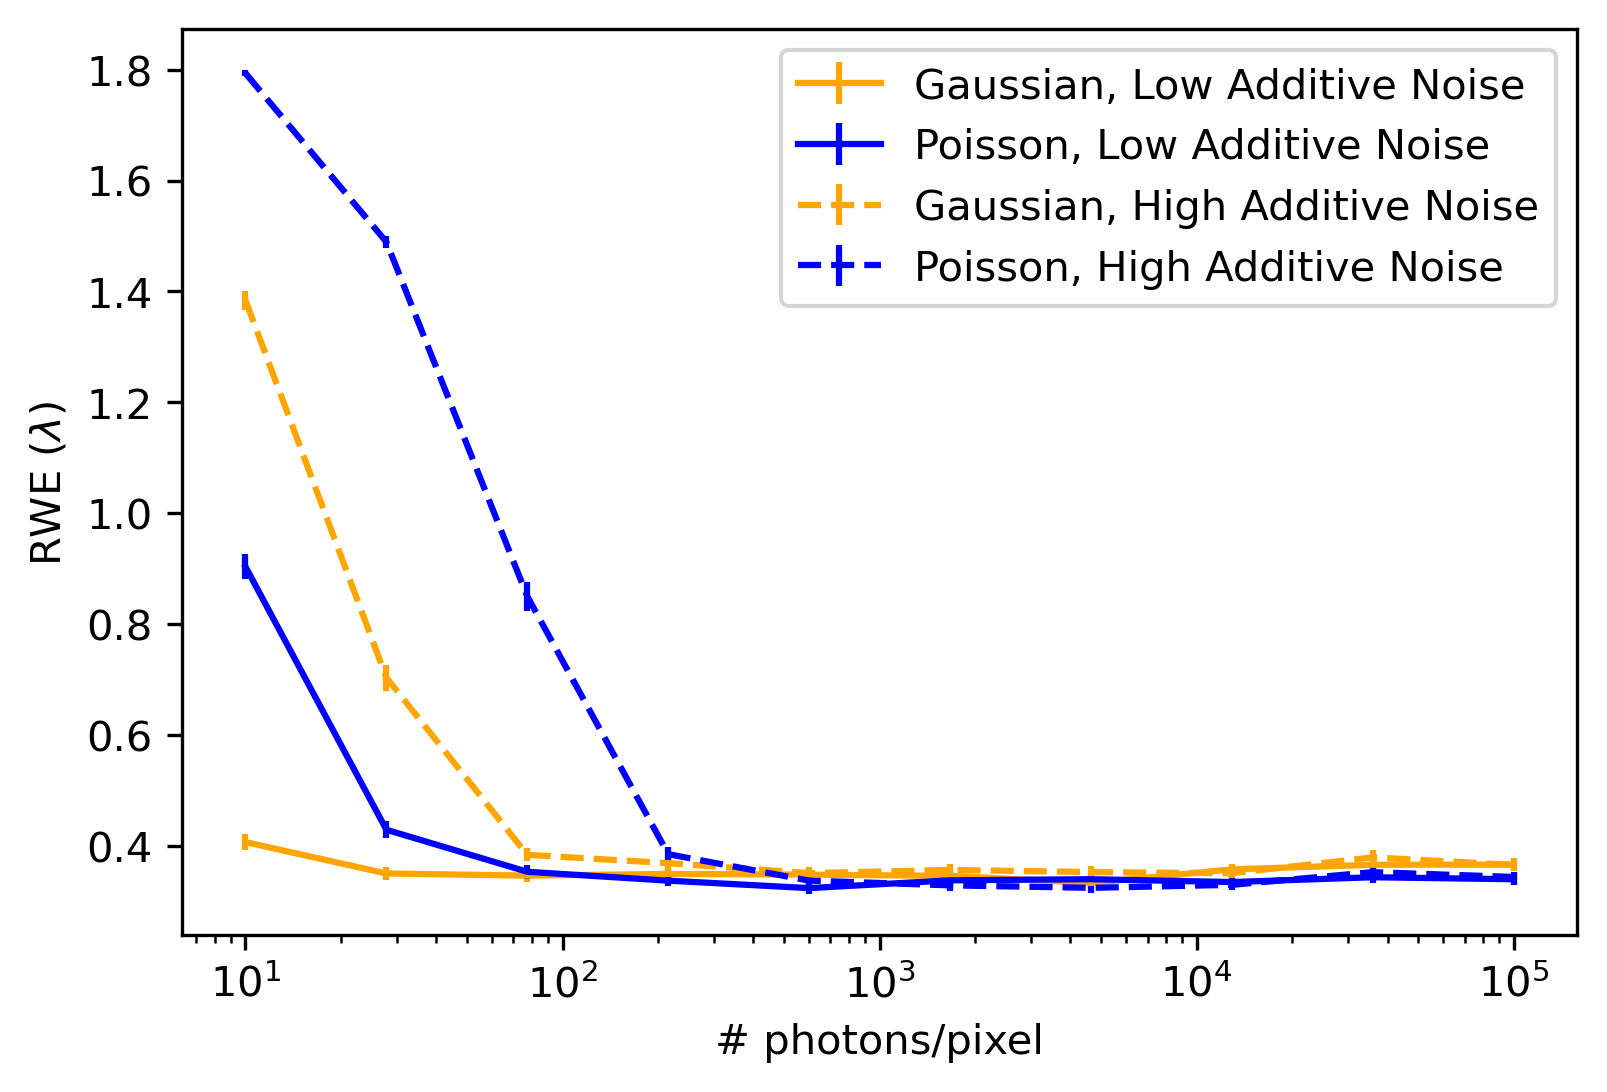 1.8
1.6
1.4
1.2
1.0
0.8
0.6
0.4
RWE (λ)
Gaussian, Low Additive Noise
Poisson, Low Additive Noise
Gaussian, High Additive Noise
Poisson, High Additive Noise
10¹ 10² 10³ 10⁴ 10⁵
# photons/pixel